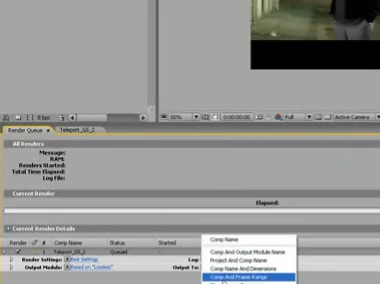 8 bpc
50%
0:00:00:00
Full
Active Camera
Render Queue
Teleport_GS_2
All Renders
Message:
RAM:
Renders Started:
Total Time Elapsed:
Log File:
Current Render
Elapsed:
Current Render Details
Render
#
Comp Name
Status
Started
Teleport_GS_2
Queued
Render Settings:
Best Settings
Log:
Output Module:
Based on "Lossless"
Output To:
Comp Name
Comp And Output Module Name
Project And Comp Name
Comp Name And Dimensions
Comp And Frame Range